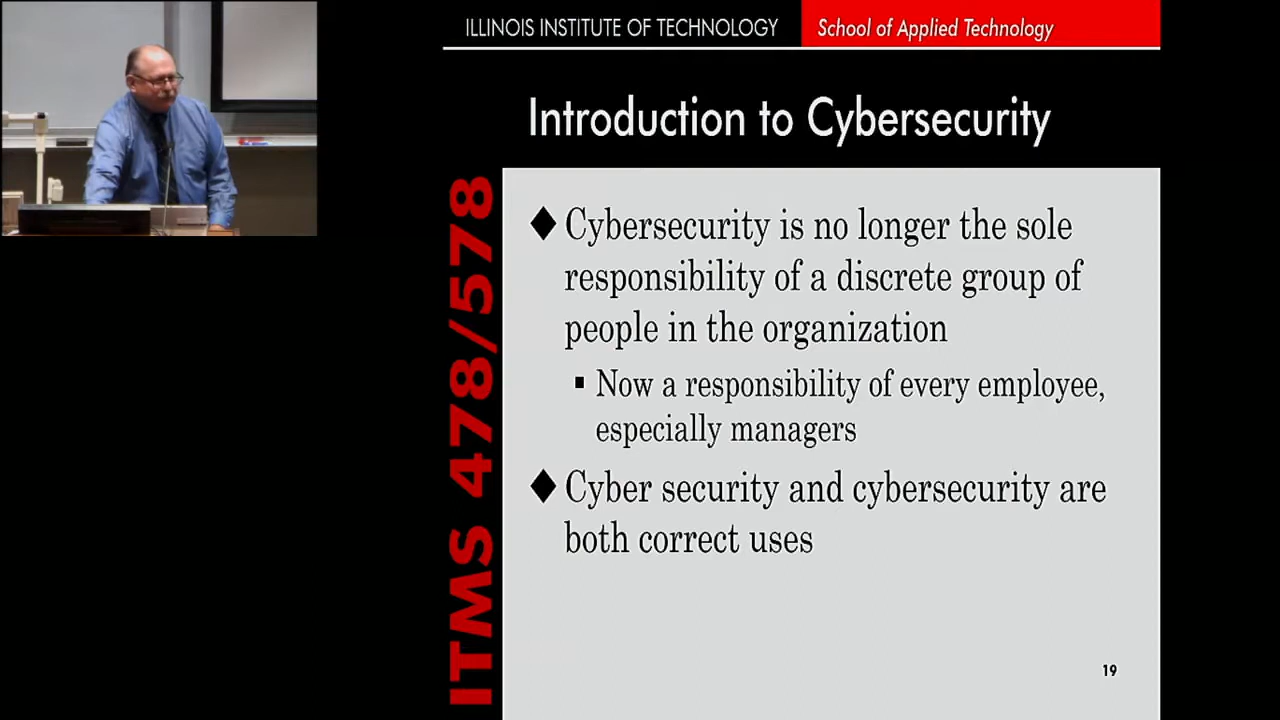 ILLINOIS INSTITUTE OF TECHNOLOGY
School of Applied Technology
Introduction to Cybersecurity
ITMS 478/578
Cybersecurity is no longer the sole
responsibility of a discrete group of
people in the organization
Now a responsibility of every employee,
especially managers
Cyber security and cybersecurity are
both correct uses
19